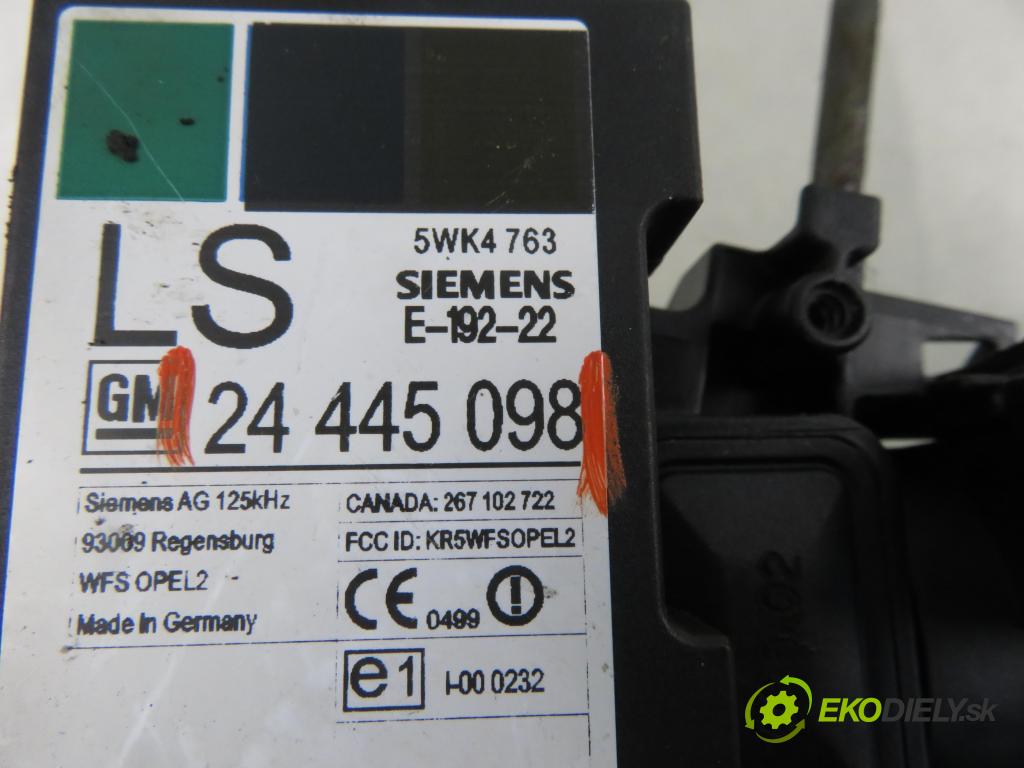 LS
5WK4 763
SIEMENS
E-192-22
GM
24 445 098
Siemens AG 125kHz
93009 Regensburg
WFS OPEL2
Made In Germany
CANADA: 267 102 722
FCC ID: KR5WFSOPEL2
CE 0499
e1 I-00 0232
EKODIELY.sk